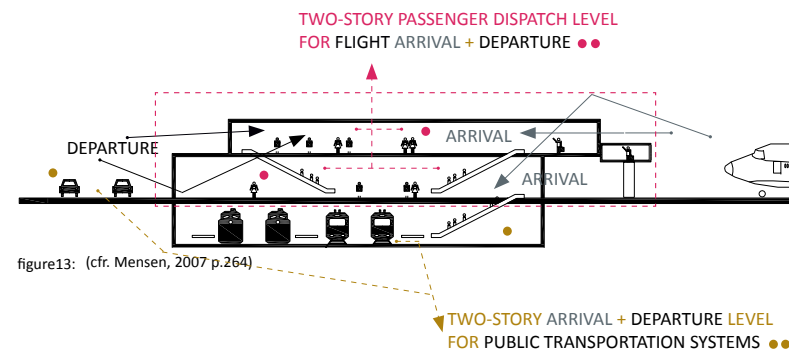 TWO-STORY PASSENGER DISPATCH LEVEL
FOR FLIGHT ARRIVAL + DEPARTURE
DEPARTURE
ARRIVAL
ARRIVAL
figure13: (cfr. Mensen, 2007 p.264)
TWO-STORY ARRIVAL + DEPARTURE LEVEL
FOR PUBLIC TRANSPORTATION SYSTEMS